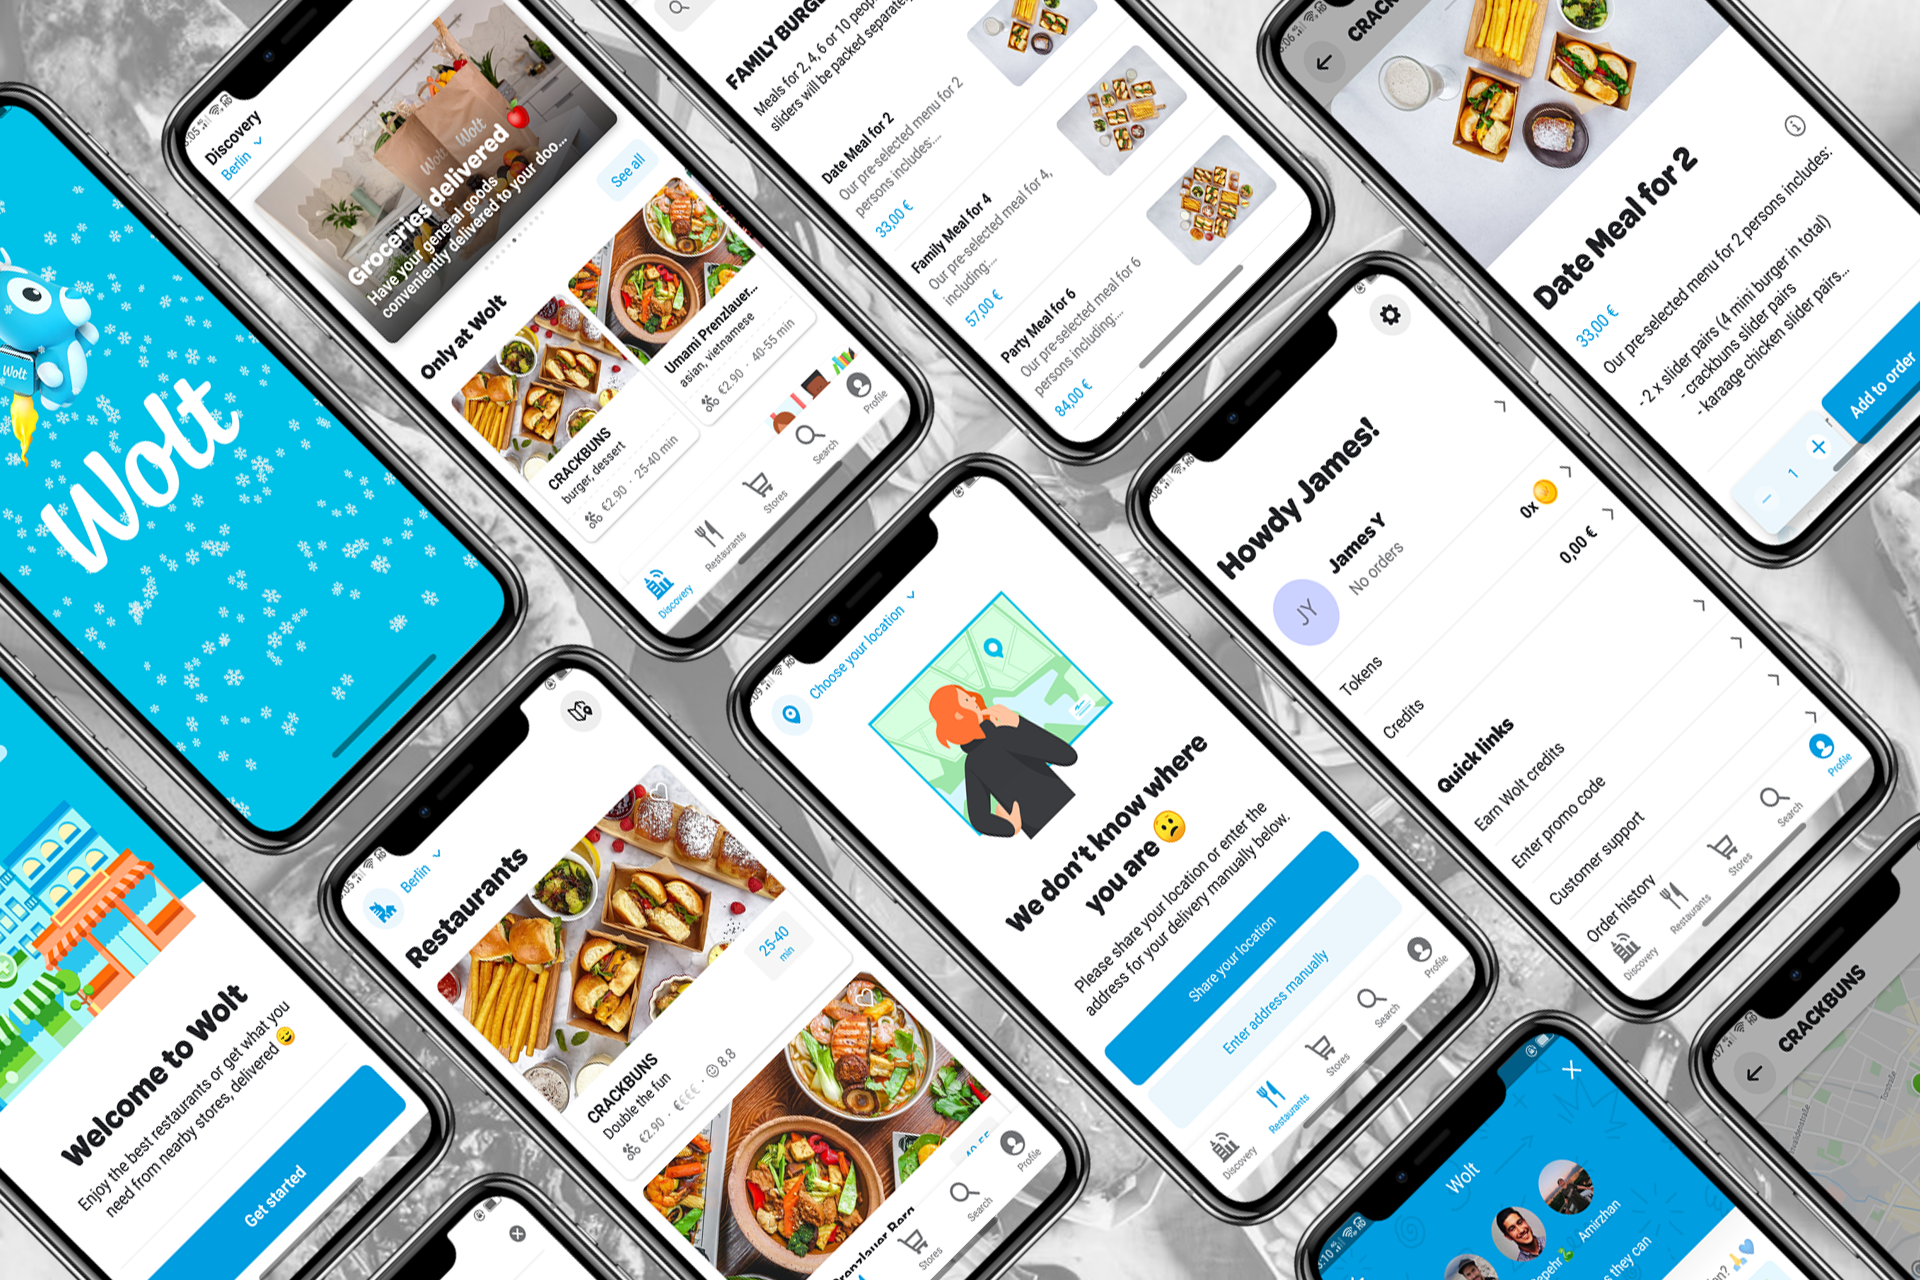 Wolt
Wolt
Discovery
Berlin
Wolt
Wolt
Groceries delivered
Have your general goods
conveniently delivered to your doo...
See all
Only at Wolt
CRACKBUNS
burger, dessert
€2.90 · 25-40 min
Umami Prenzlauer...
asian, vietnamese
€2.90 · 40-55 min
Discovery
Restaurants
Stores
Search
Profile
FAMILY BURGE
Meals for 2, 4, 6 or 10 peop
sliders will be packed separatel
Date Meal for 2
Our pre-selected menu for 2
persons includes:...
33,00 €
Family Meal for 4
Our pre-selected meal for 4,
including:...
57,00 €
Party Meal for 6
Our pre-selected meal for 6
persons including:...
84,00 €
CRACK
Date Meal for 2
33,00 €
Our pre-selected menu for 2 persons includes:
- 2 x slider pairs (4 mini burger in total)
- crackbuns slider pairs
- karaage chicken slider pairs...
1
Add to order
Welcome to Wolt
Enjoy the best restaurants or get what you
need from nearby stores, delivered 😄
Get started
Berlin
Restaurants
25-40
min
CRACKBUNS
Double the fun
€2.90 · €€€€ · 8.8
Stores
Search
Profile
Choose your location
We don't know where
you are 😕
Please share your location or enter the
address for your delivery manually below.
Share your location
Enter address manually
Discovery
Restaurants
Stores
Search
Profile
Howdy James!
JY
James Y
No orders
Tokens
0x
Credits
0,00 €
Quick links
Earn Wolt credits
Enter promo code
Customer support
Order history
Discovery
Restaurants
Stores
Search
Profile
Wolt
Amirzhan
s they can
CRACKBUNS